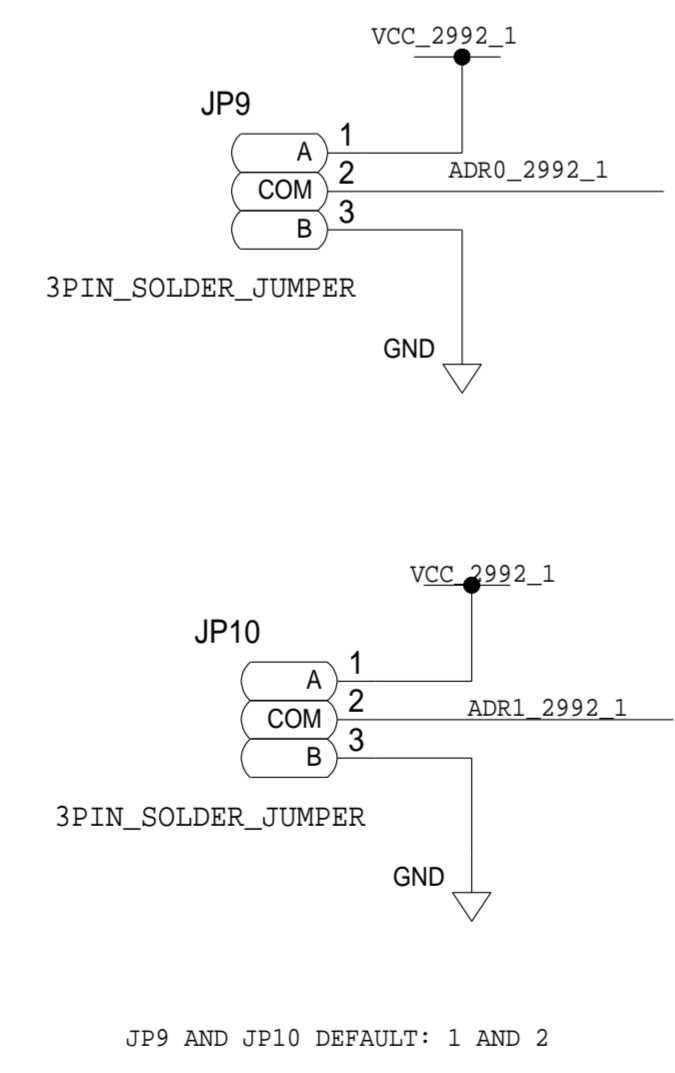 VCC_2992_1
JP9
1
A
ADR0_2992_1
2
COM
3
B
3PIN_SOLDER_JUMPER
GND
VCC_2992_1
JP10
1
A
2
COM
ADR1_2992_1
3
B
3PIN_SOLDER_JUMPER
GND
JP9 AND JP10 DEFAULT: 1 AND 2